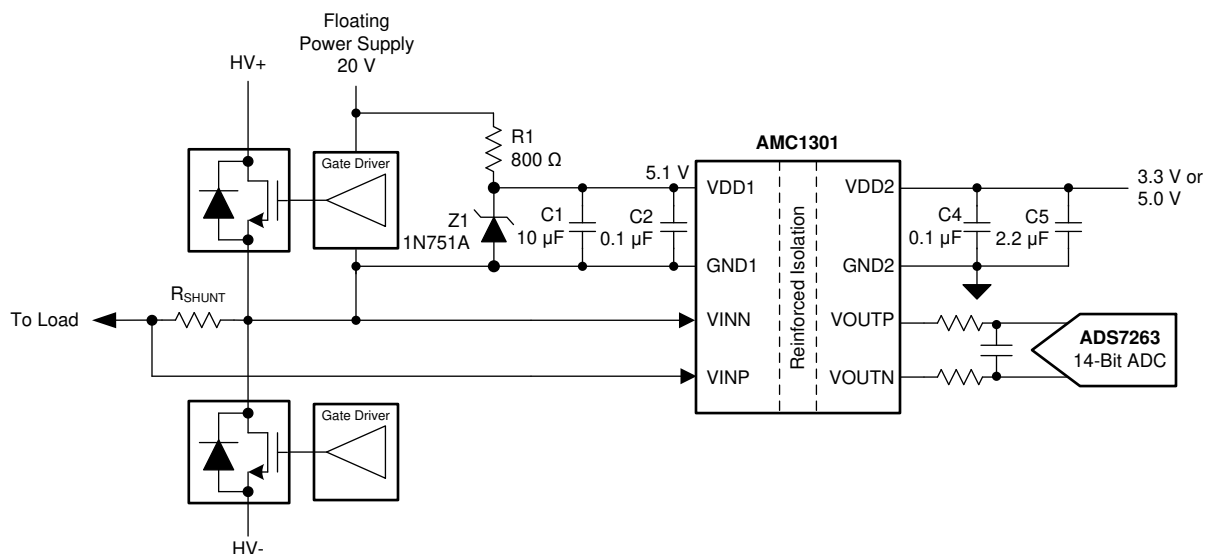 Floating
Power Supply
20 V
HV+
R1
800 Ω
AMC1301
Gate Driver
5.1 V
VDD1
VDD2
3.3 V or
5.0 V
Z1
1N751A
C1
10 µF
C2
0.1 µF
C4
0.1 µF
C5
2.2 µF
GND1
GND2
Reinforced Isolation
RSHUNT
To Load
VINN
VOUTP
ADS7263
14-Bit ADC
VINP
VOUTN
Gate Driver
HV-